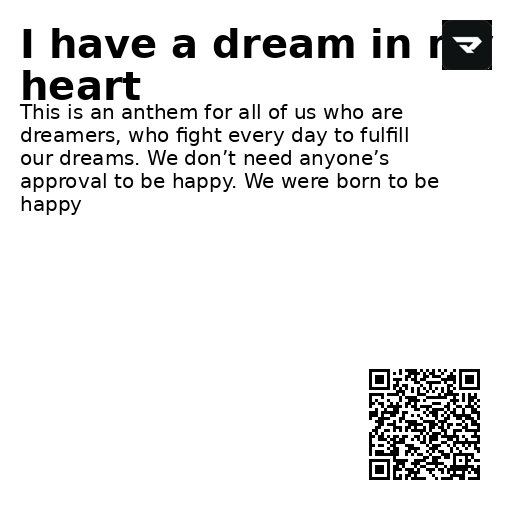 I have a dream in
heart
This is an anthem for all of us who are
dreamers, who fight every day to fulfill
our dreams. We don’t need anyone’s
approval to be happy. We were born to be
happy